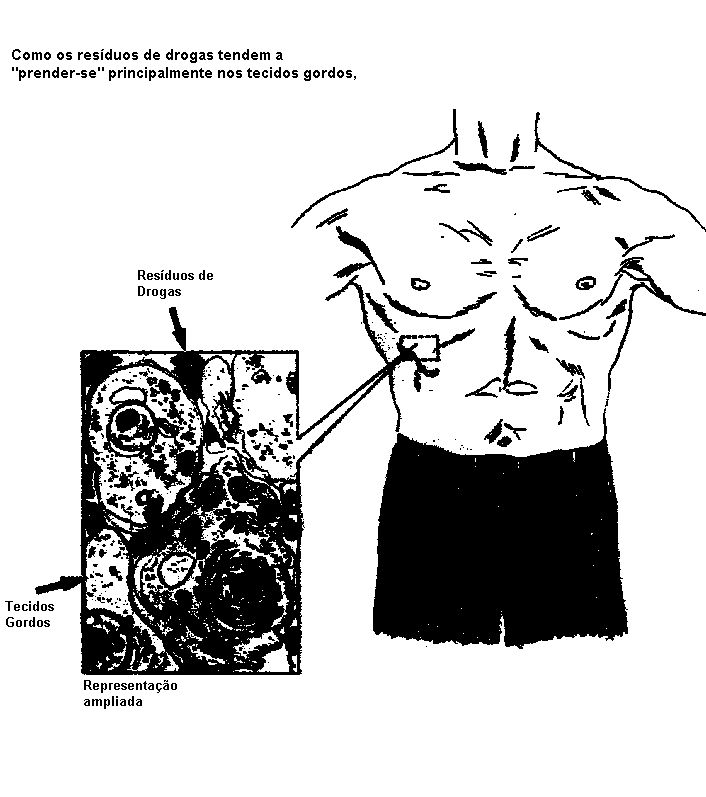 Como os resíduos de drogas tendem a
"prender-se" principalmente nos tecidos gordos,
Resíduos de
Drogas
Tecidos
Gordos
Representação
ampliada